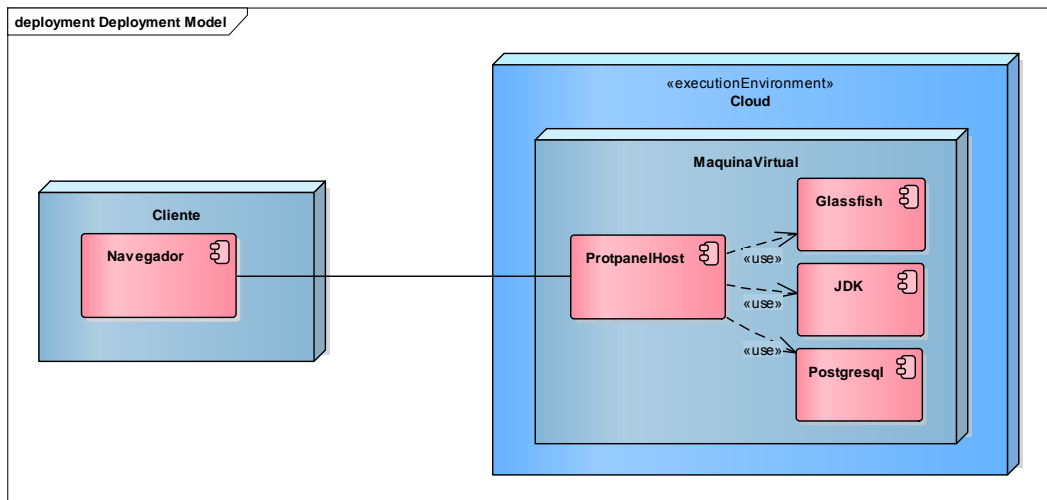 deployment Deployment Model
«executionEnvironment»
Cloud
MaquinaVirtual
Cliente
Navegador
ProtpanelHost
Glassfish
«use»
JDK
«use»
Postgresql
«use»